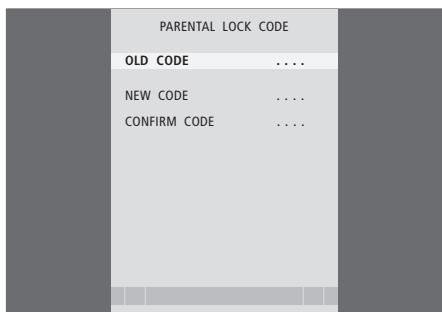 PARENTAL LOCK CODE
OLD CODE ....
NEW CODE ....
CONFIRM CODE ....